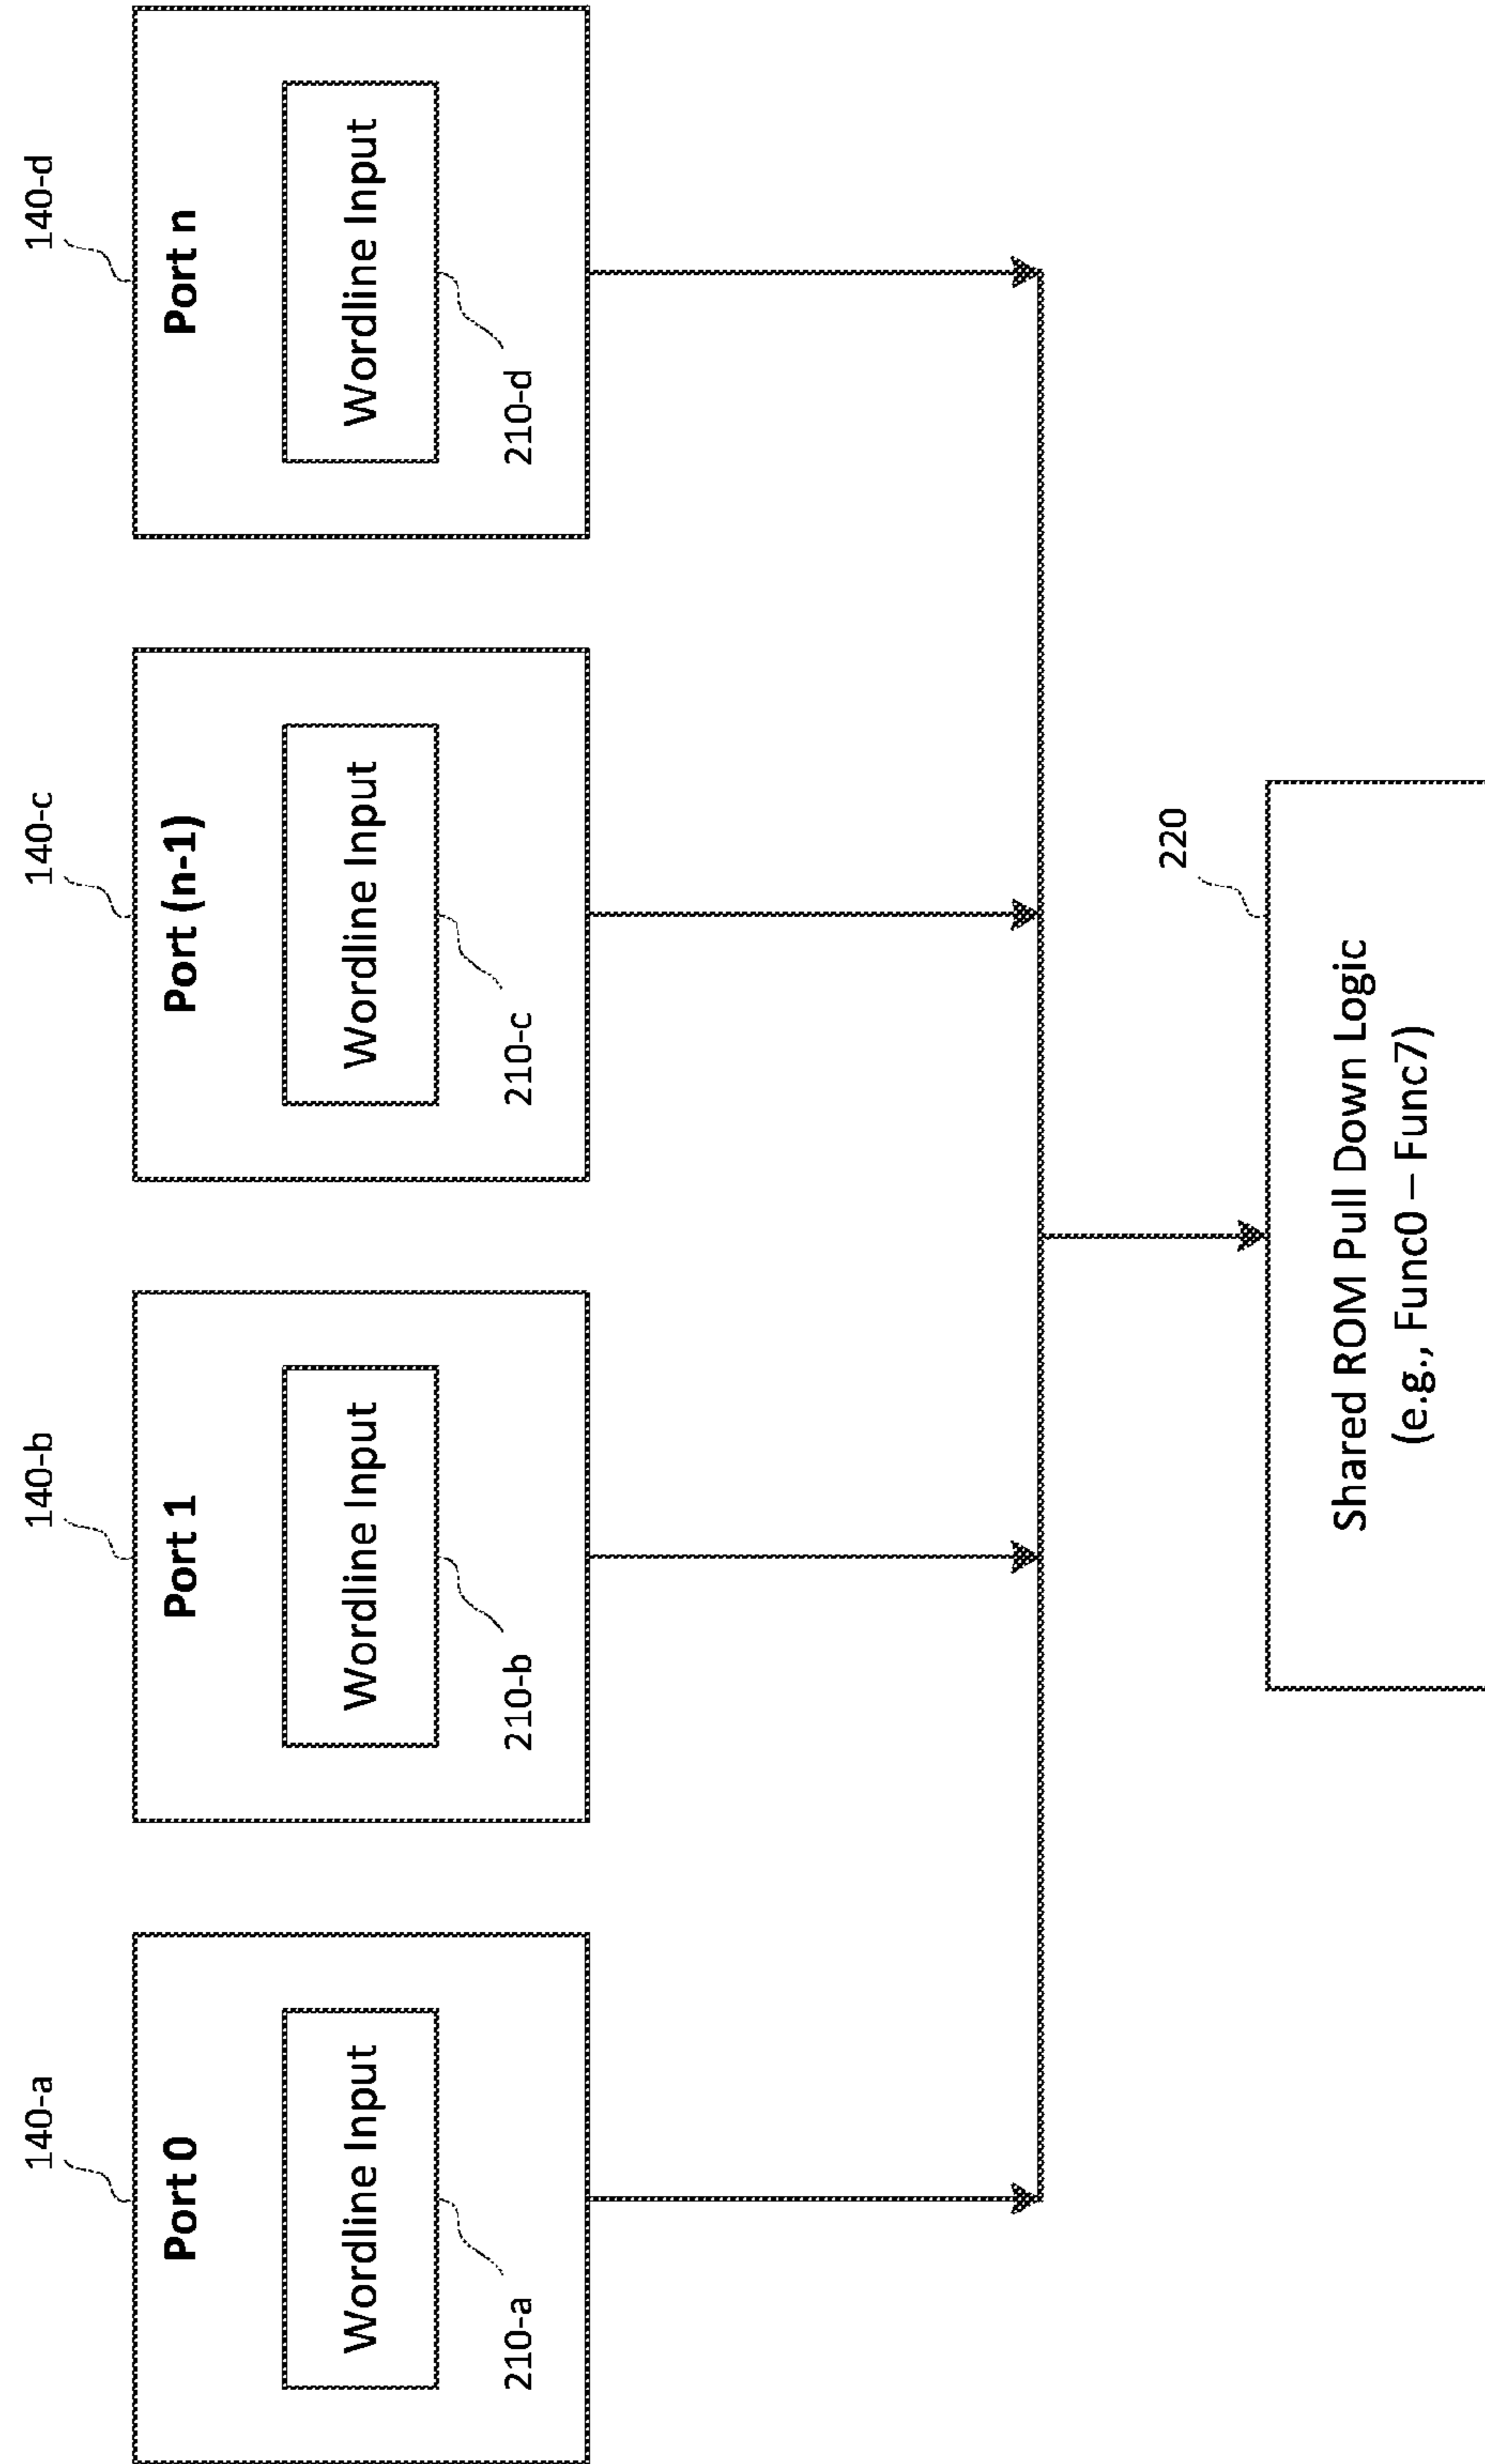 140-a
Port 0
Wordline Input
210-a
140-b
Port 1
Wordline Input
210-b
140-c
Port (n-1)
Wordline Input
210-c
140-d
Port n
Wordline Input
210-d
220
Shared ROM Pull Down Logic
(e.g., Func0 – Func7)